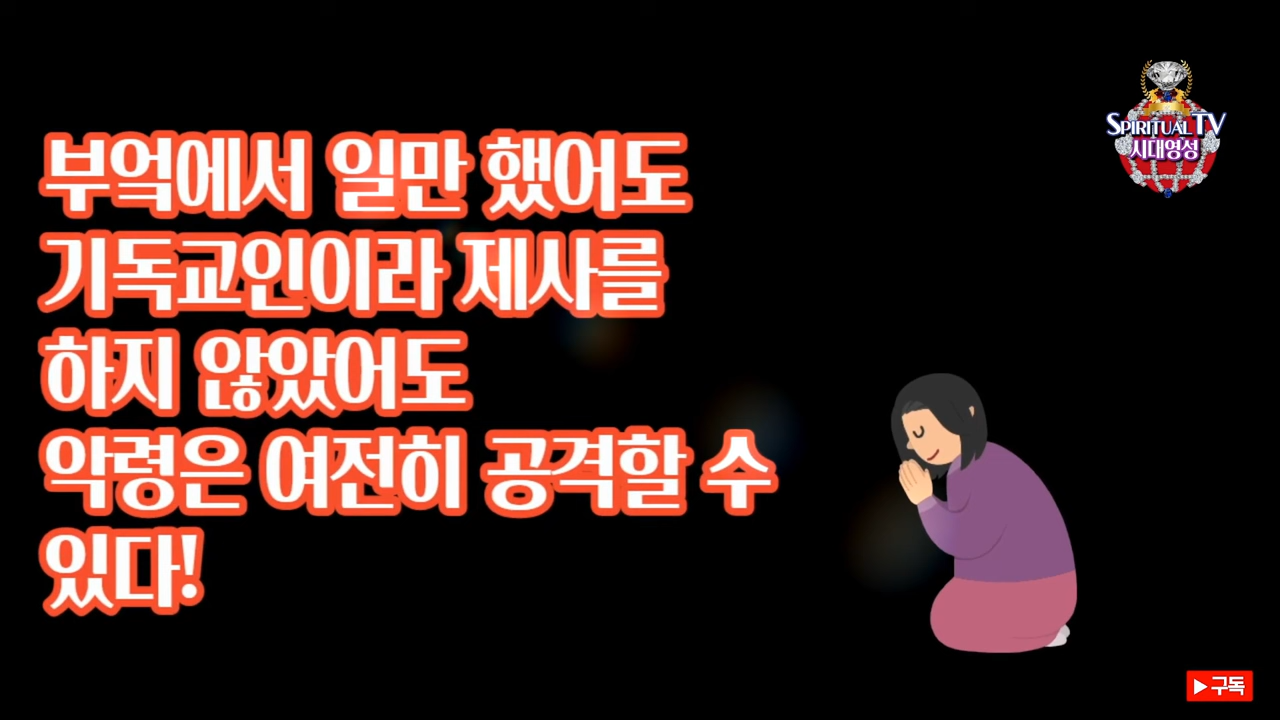 부엌에서 일만 했어도
기독교인이라 제사를
하지 않았어도
악령은 여전히 공격할 수
있다!
SPIRITUAL TV
시대영성
구독